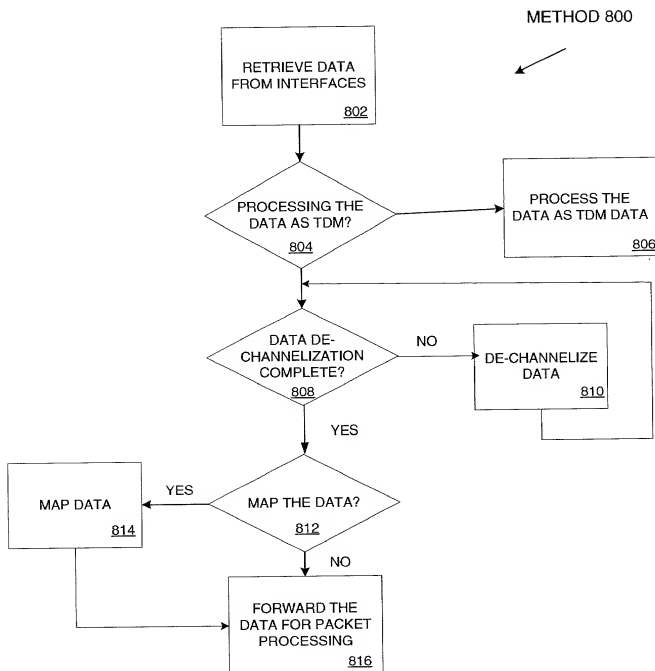 METHOD 800
RETRIEVE DATA
FROM INTERFACES
802
PROCESSING THE
DATA AS TDM?
804
PROCESS THE
DATA AS TDM DATA
806
DATA DE-
CHANNELIZATION
COMPLETE?
808
NO
DE-CHANNELIZE
DATA
810
YES
MAP THE DATA?
812
YES
MAP DATA
814
NO
FORWARD THE
DATA FOR PACKET
PROCESSING
816